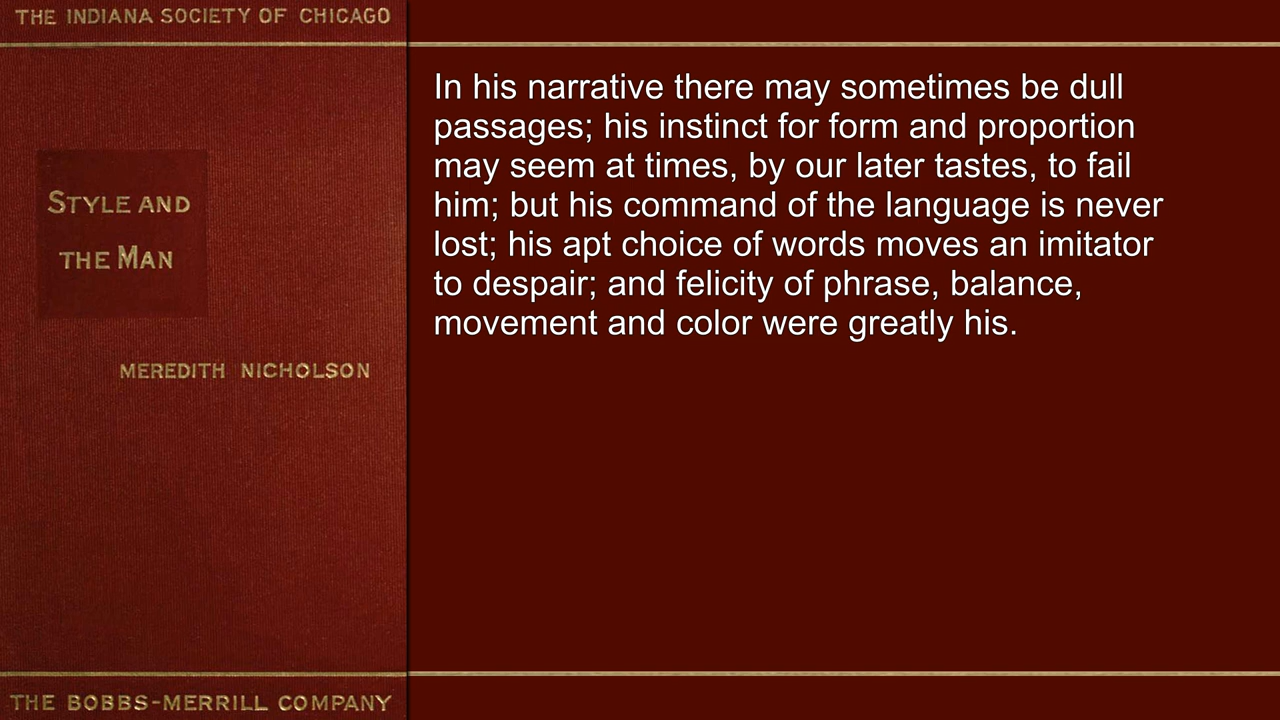 THE INDIANA SOCIETY OF CHICAGO
STYLE AND
THE MAN
MEREDITH NICHOLSON
THE BOBBS-MERRILL COMPANY
In his narrative there may sometimes be dull
passages; his instinct for form and proportion
may seem at times, by our later tastes, to fail
him; but his command of the language is never
lost; his apt choice of words moves an imitator
to despair; and felicity of phrase, balance,
movement and color were greatly his.